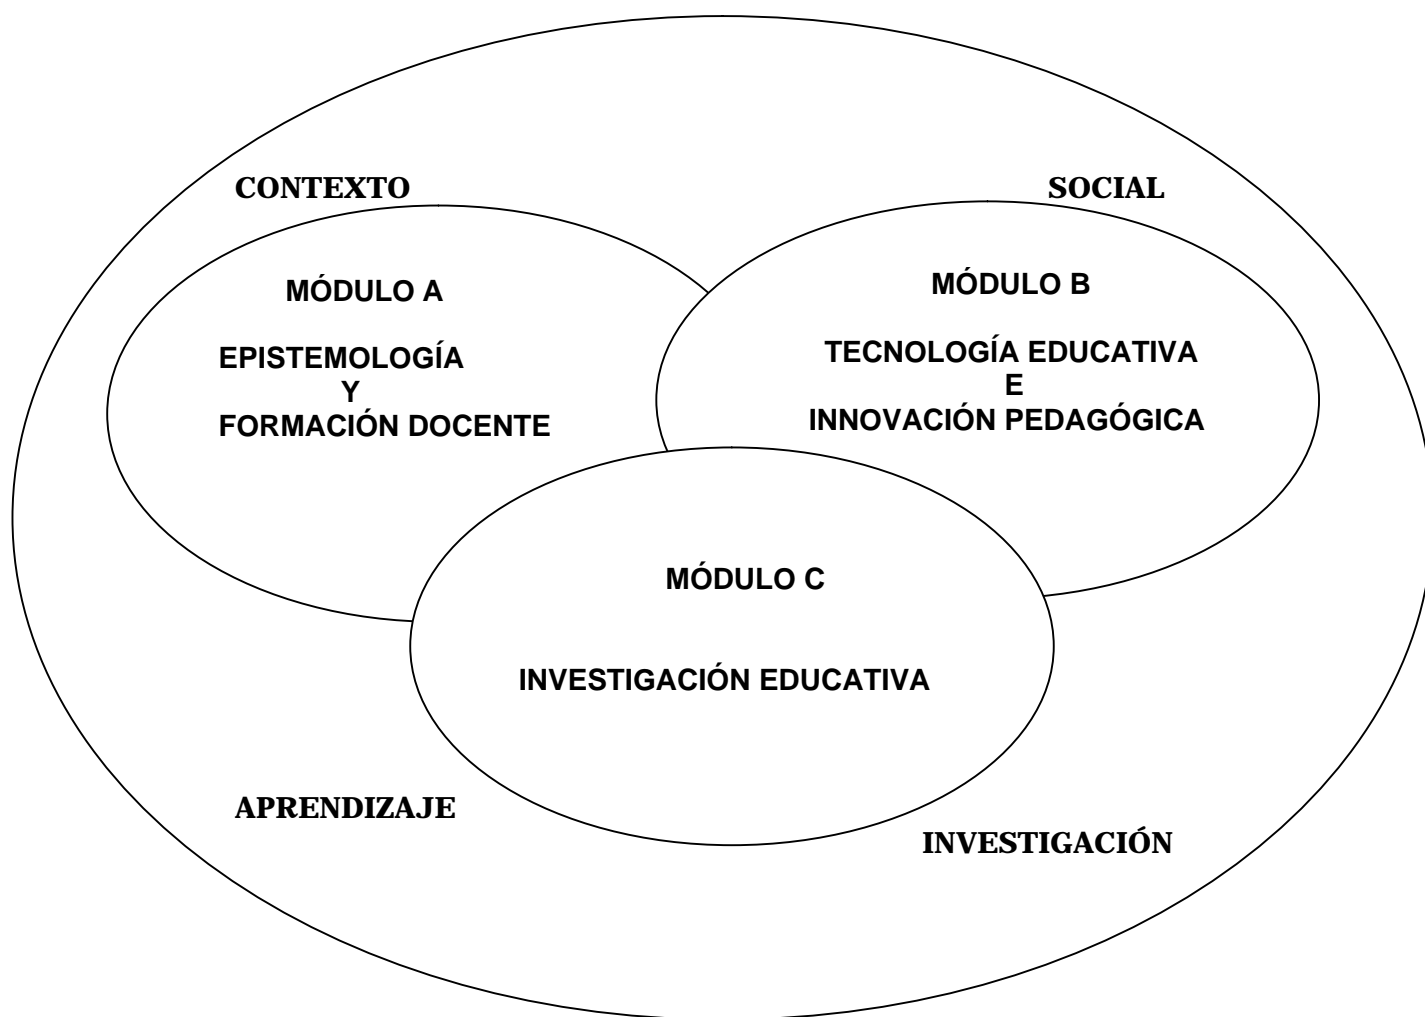 CONTEXTO
SOCIAL
MÓDULO A
EPISTEMOLOGÍA
Y
FORMACIÓN DOCENTE
MÓDULO B
TECNOLOGÍA EDUCATIVA
E
INNOVACIÓN PEDAGÓGICA
MÓDULO C
INVESTIGACIÓN EDUCATIVA
APRENDIZAJE
INVESTIGACIÓN